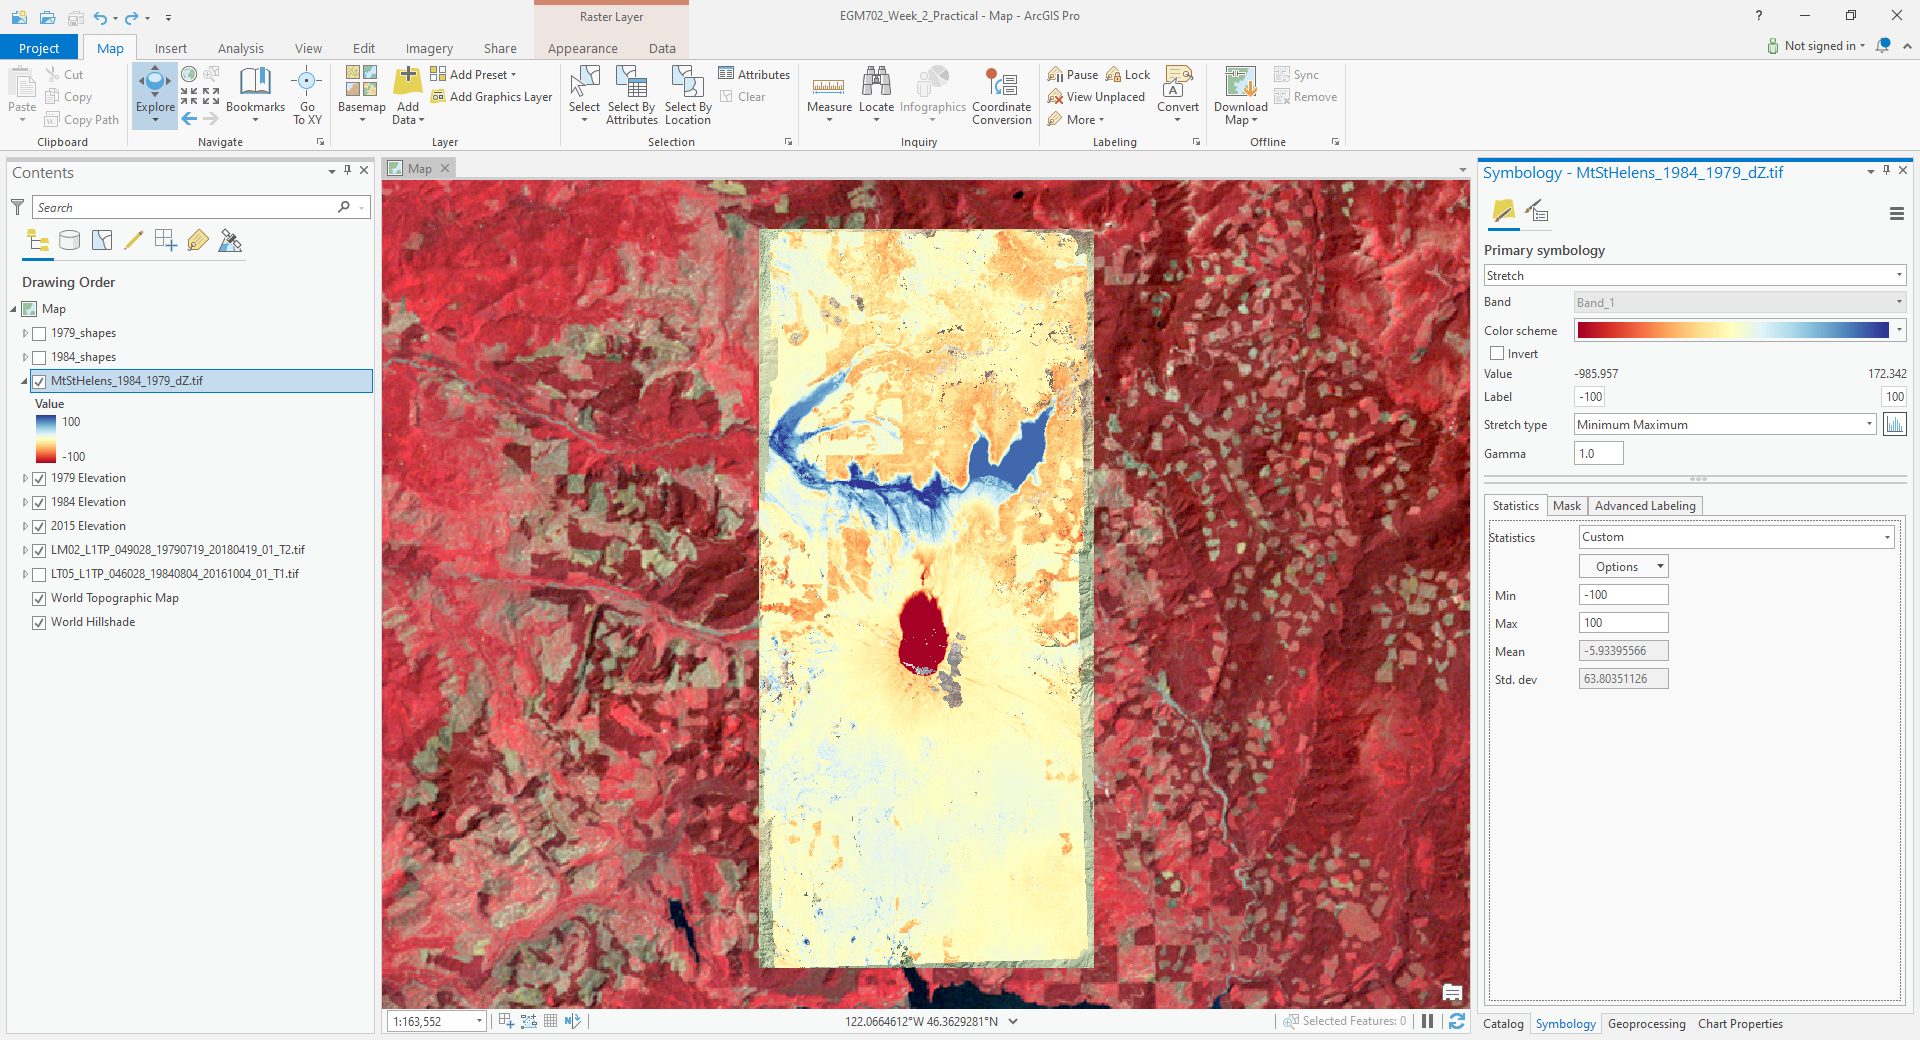 Raster Layer
EGM702_Week_2_Practical - Map - ArcGIS Pro
?
Project Map Insert Analysis View Edit Imagery Share Appearance Data
Not signed in
Paste
Cut
Copy
Copy Path
Clipboard
Explore
Bookmarks
Go
To XY
Navigate
Basemap
Add
Data
Add Preset
Add Graphics Layer
Layer
Select
Select By
Attributes
Select By
Location
Attributes
Clear
Selection
Measure
Locate
Infographics
Coordinate
Conversion
Inquiry
Pause
Lock
View Unplaced
More
Convert
Labeling
Download
Map
Sync
Remove
Offline
Contents
Search
Drawing Order
Map
1979_shapes
1984_shapes
MtStHelens_1984_1979_dZ.tif
Value
100
-100
1979 Elevation
1984 Elevation
2015 Elevation
LM02_L1TP_049028_19790719_20180419_01_T2.tif
LT05_L1TP_046028_19840804_20161004_01_T1.tif
World Topographic Map
World Hillshade
Map
1:163,552
122.0664612°W 46.3629281°N
Selected Features: 0
Symbology - MtStHelens_1984_1979_dZ.tif
Primary symbology
Stretch
Band Band_1
Color scheme
Invert
Value -985.957 172.342
Label -100 100
Stretch type Minimum Maximum
Gamma 1.0
Statistics Mask Advanced Labeling
Statistics Custom
Options
Min -100
Max 100
Mean -5.93395566
Std. dev 63.80351126
Catalog Symbology Geoprocessing Chart Properties